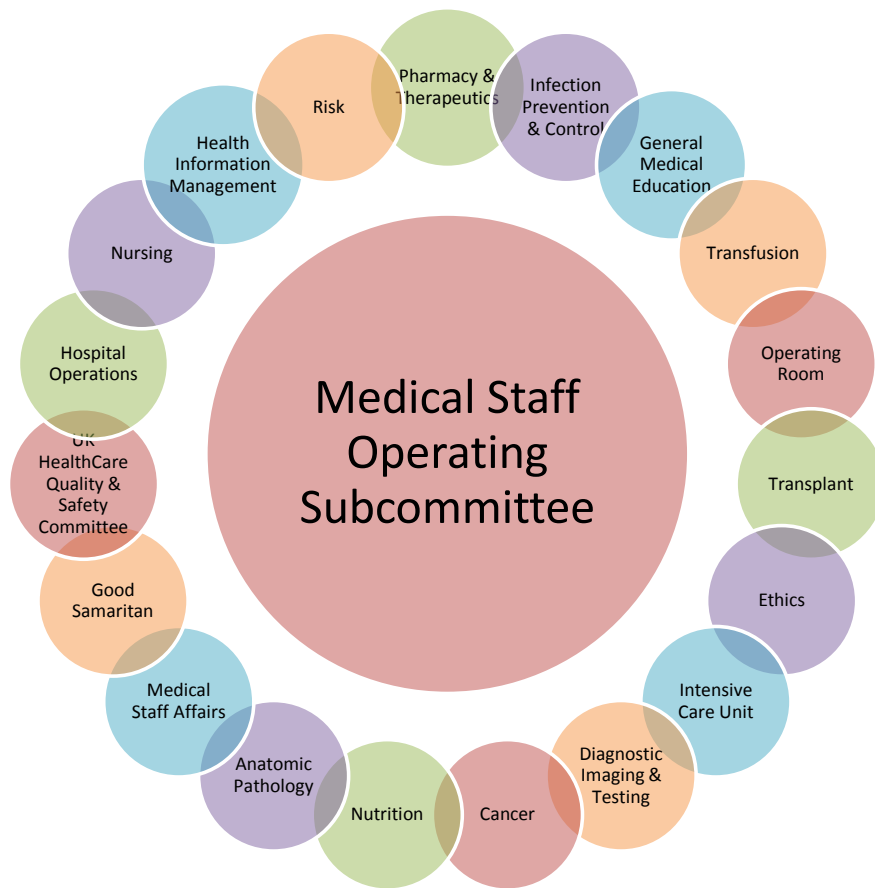 Pharmacy &
Therapeutics
Infection
Prevention
& Control
General
Medical
Education
Transfusion
Operating
Room
Transplant
Ethics
Intensive
Care Unit
Diagnostic
Imaging &
Testing
Cancer
Nutrition
Anatomic
Pathology
Medical
Staff Affairs
Good
Samaritan
UK
HealthCare
Quality &
Safety
Committee
Hospital
Operations
Nursing
Health
Information
Management
Risk
Medical Staff
Operating
Subcommittee